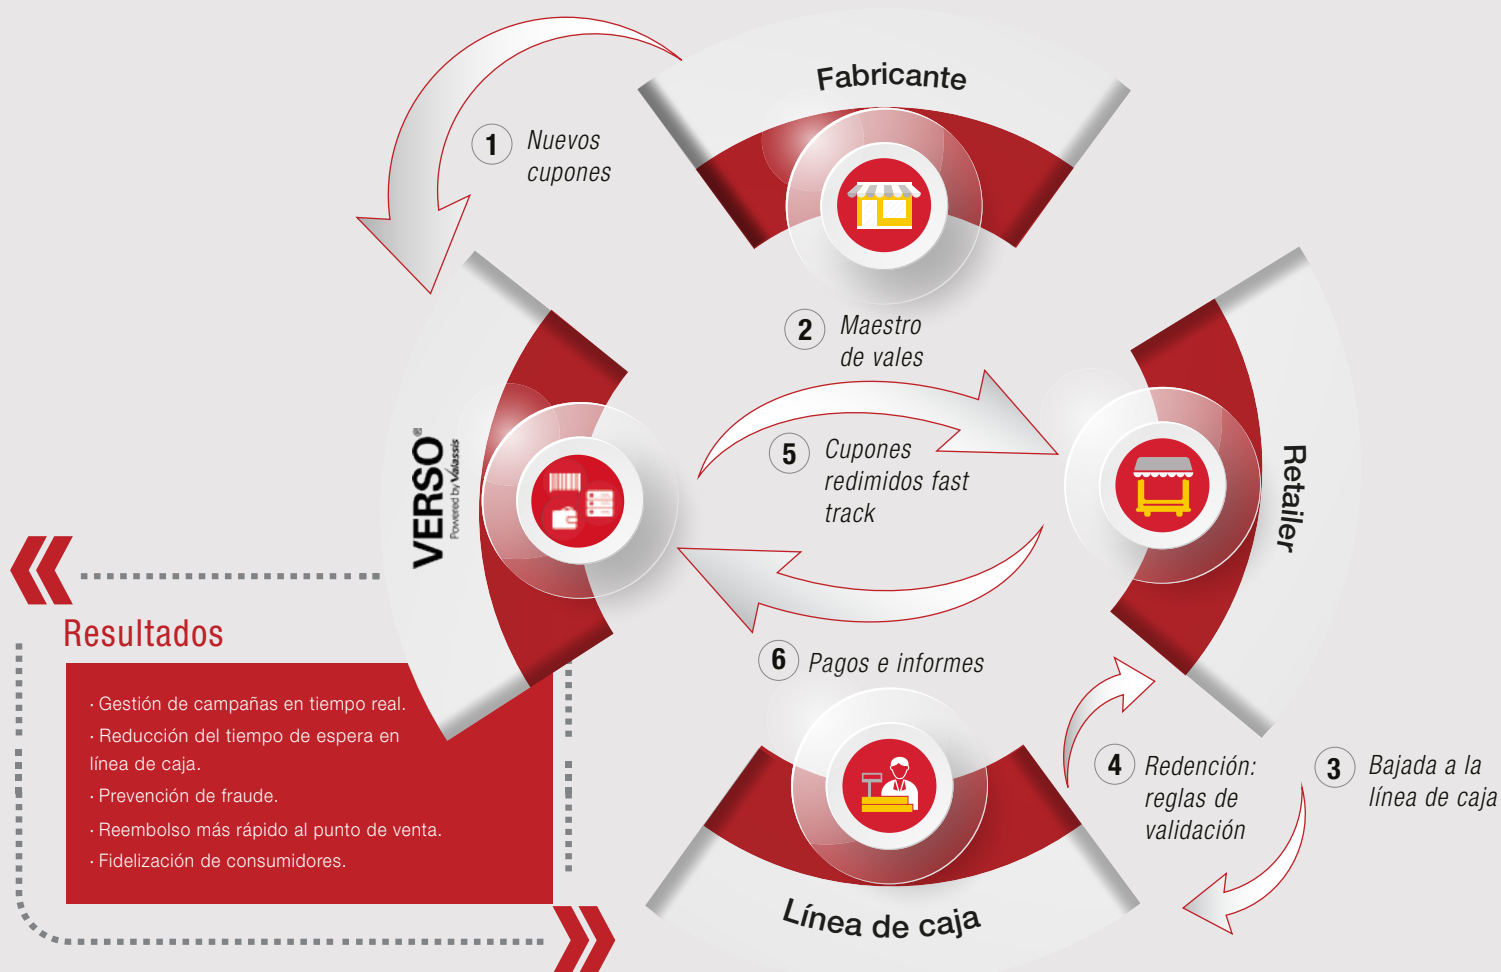 Fabricante
1
Nuevos
cupones
2
Maestro
de vales
5
Cupones
redimidos fast
track
VERSO®
Powered by Valassis
Retailer
6
Pagos e informes
4
Redención:
reglas de
validación
3
Bajada a la
línea de caja
Línea de caja
Resultados
· Gestión de campañas en tiempo real.
· Reducción del tiempo de espera en
línea de caja.
· Prevención de fraude.
· Reembolso más rápido al punto de venta.
· Fidelización de consumidores.